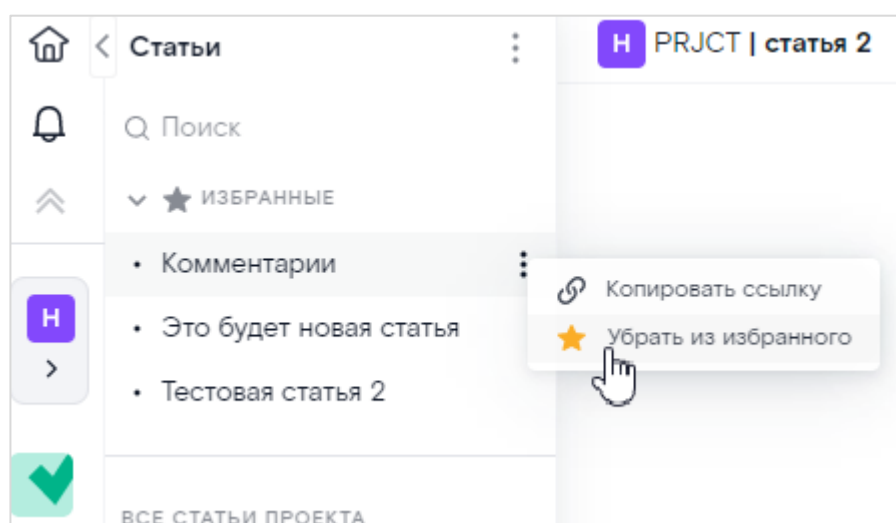 Статьи
Н PRJCT | статья 2
Поиск
ИЗБРАННЫЕ
• Комментарии
Копировать ссылку
Н
• Это будет новая статья
Убрать из избранного
• Тестовая статья 2
ВСЕ СТАТЬИ ПРОЕКТА